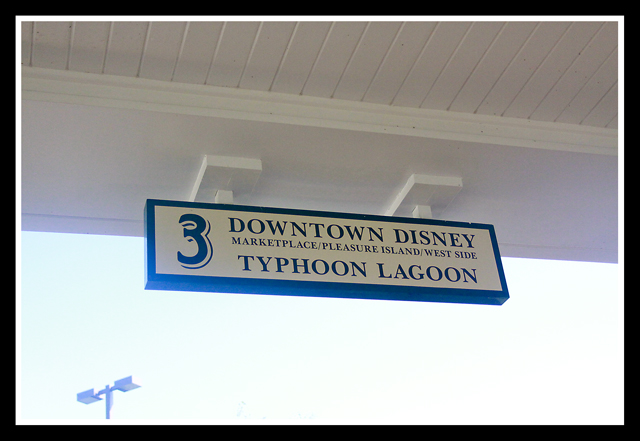 3
DOWNTOWN DISNEY
MARKETPLACE/PLEASURE ISLAND/WEST SIDE
TYPHOON LAGOON